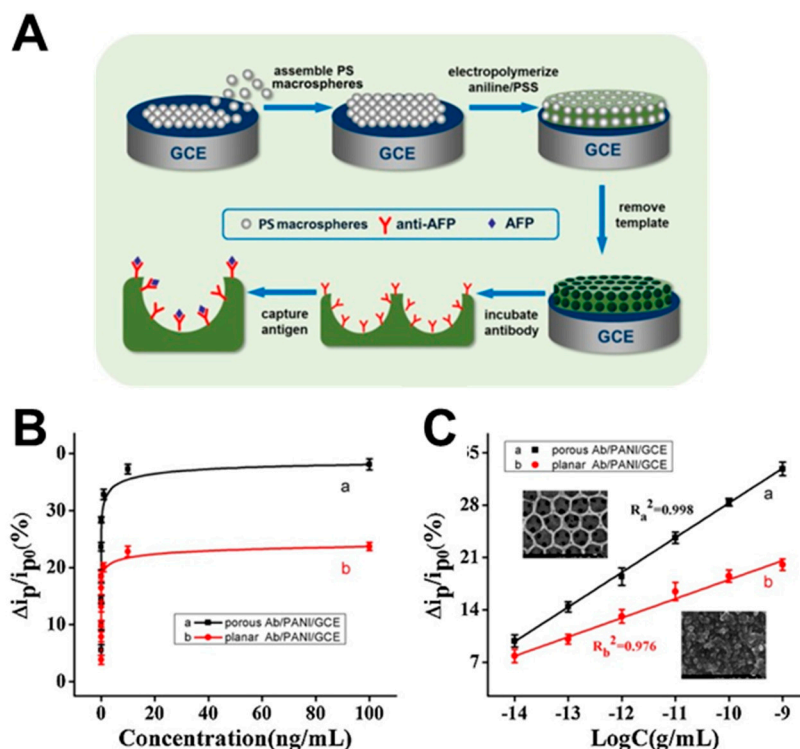 A
assemble PS
macrospheres
electropolymerize
aniline/PSS
GCE
GCE
GCE
remove
template
PS macrospheres anti-AFP AFP
capture
antigen
incubate
antibody
GCE
B
Δip/ip0(%)
0
30
20
10
0
a
b
a porous Ab/PANI/GCE
b planar Ab/PANI/GCE
0 20 40 60 80 100
Concentration(ng/mL)
C
Δip/ip0(%)
35
28
21
14
7
a porous Ab/PANI/GCE
b planar Ab/PANI/GCE
Ra²=0.998
a
b
Rb²=0.976
-14 -13 -12 -11 -10 -9
LogC(g/mL)